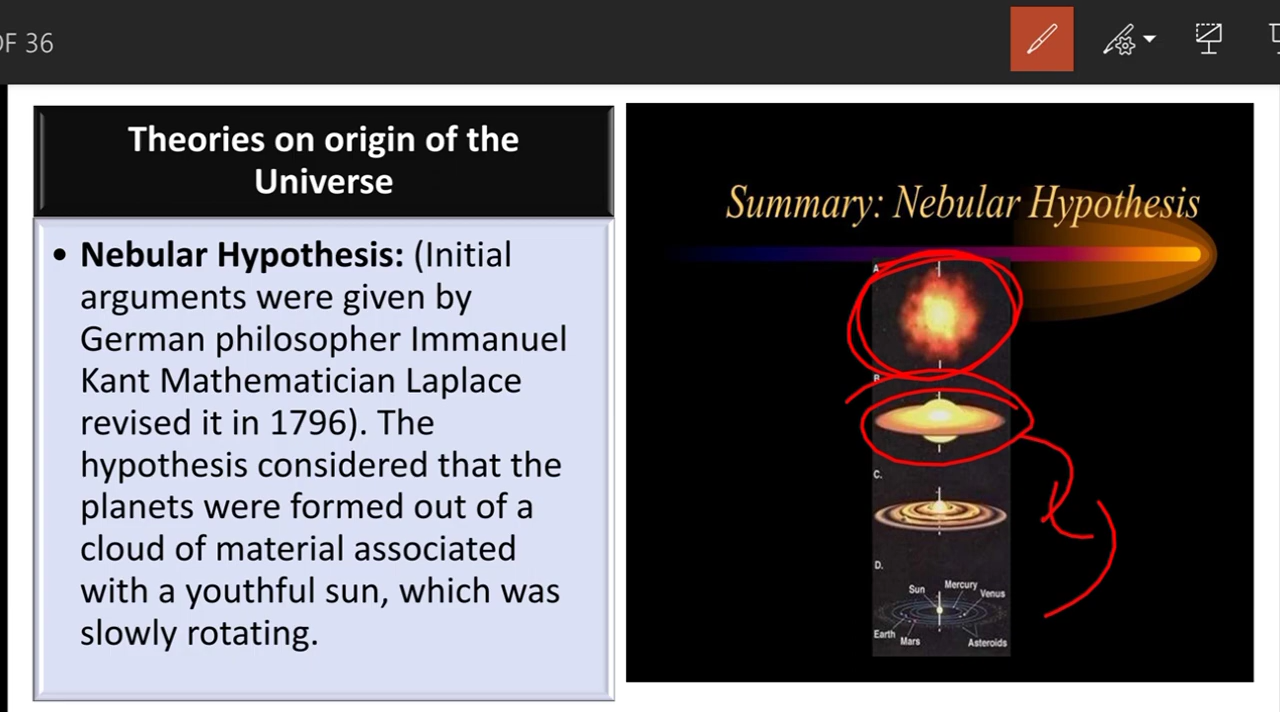 OF 36
Theories on origin of the
Universe
• Nebular Hypothesis: (Initial
arguments were given by
German philosopher Immanuel
Kant Mathematician Laplace
revised it in 1796). The
hypothesis considered that the
planets were formed out of a
cloud of material associated
with a youthful sun, which was
slowly rotating.
Summary: Nebular Hypothesis
A.
B.
C.
D.
Sun Mercury
Venus
Earth
Mars
Asteroids